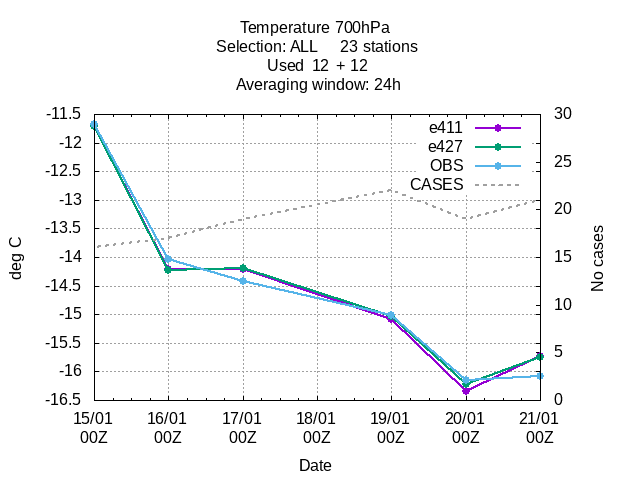 Temperature 700hPa
Selection: ALL     23 stations
Used  12  + 12
Averaging window: 24h
-11.5
-12
-12.5
-13
-13.5
-14
-14.5
-15
-15.5
-16
-16.5
deg C
30
25
20
15
10
5
0
No cases
e411
e427
OBS
CASES
15/01 16/01 17/01 18/01 19/01 20/01 21/01
00Z 00Z 00Z 00Z 00Z 00Z 00Z
Date